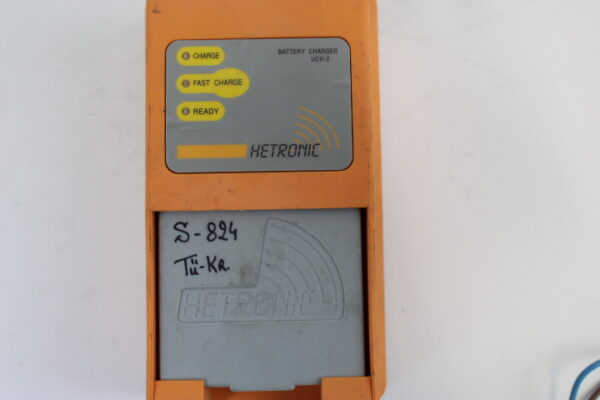 CHARGE
BATTERY CHARGER
UCH-2
FAST CHARGE
READY
HETRONIC
S-824
Tü-KR.
HETRONIC